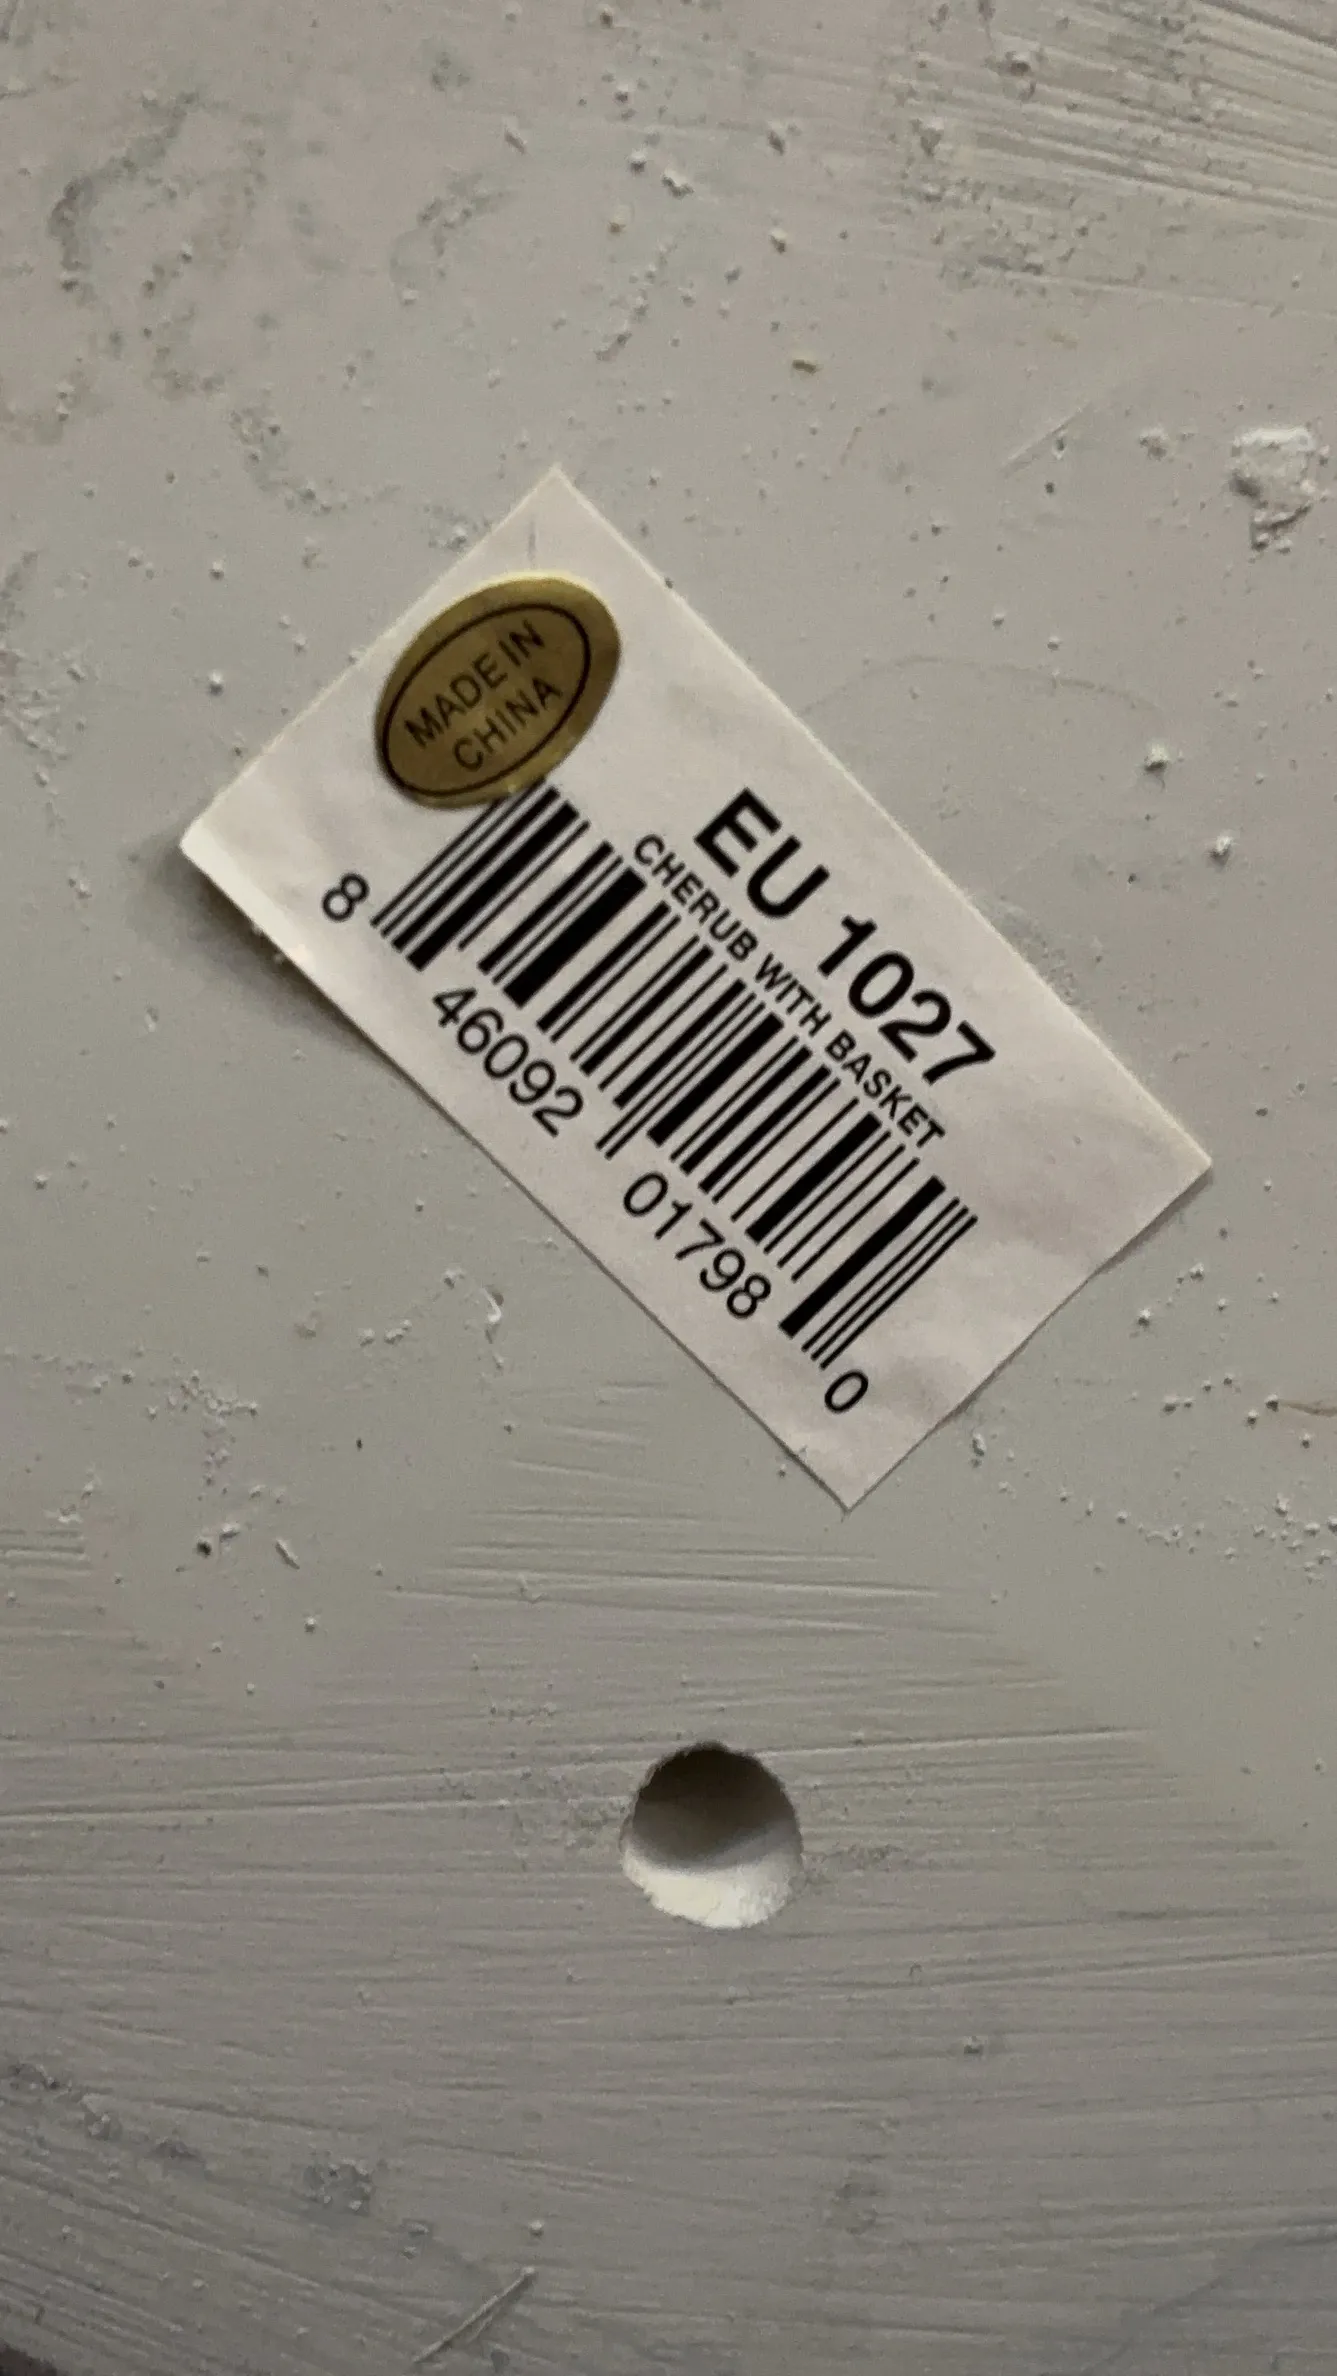 MADE IN
CHINA
EU 1027
CHERUB WITH BASKET
8 46092 01798 0